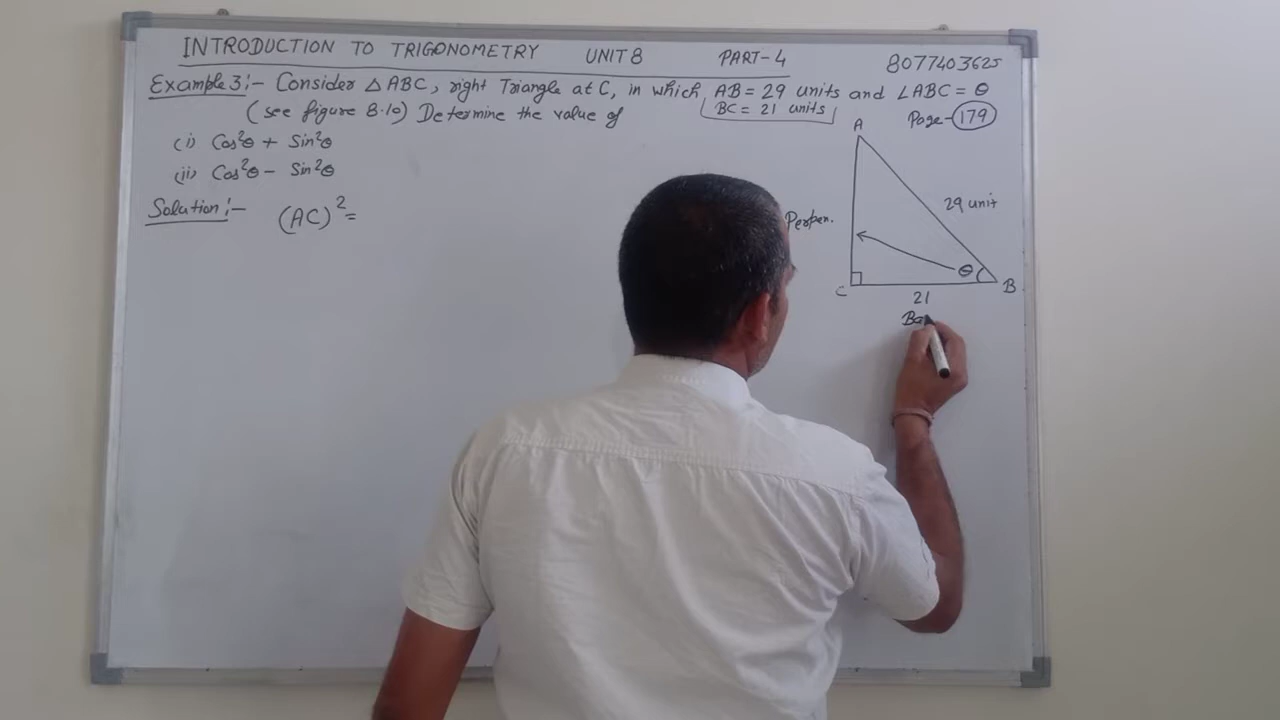 INTRODUCTION TO TRIGONOMETRY UNIT 8 PART-4 8077403625
Example 3:- Consider △ ABC, right Triangle at C, in which AB = 29 units and ∠ABC = θ
(see figure 8.10) Determine the value of BC = 21 units Page-179
(i) Cos²θ + Sin²θ
(ii) Cos²θ - Sin²θ
Solution:- (AC)² =
A
29 unit
Perpen.
θ
C B
21
Ba